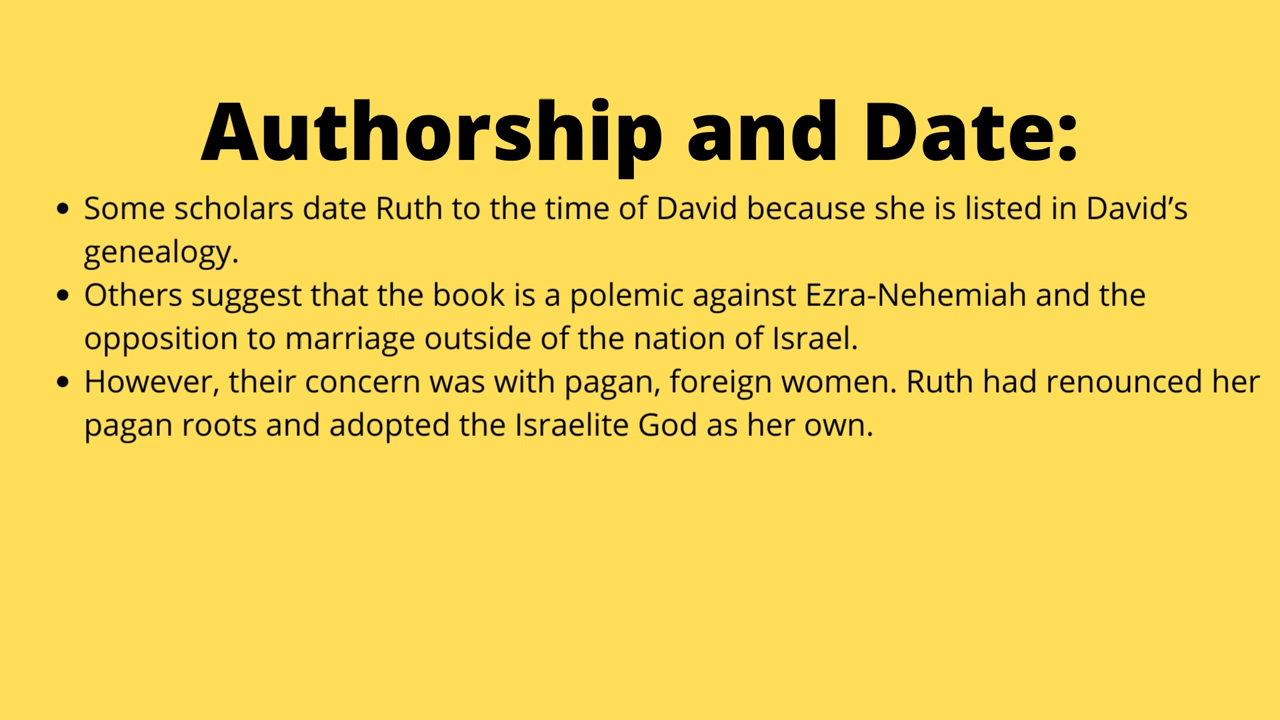 Authorship and Date:
• Some scholars date Ruth to the time of David because she is listed in David’s
genealogy.
• Others suggest that the book is a polemic against Ezra-Nehemiah and the
opposition to marriage outside of the nation of Israel.
• However, their concern was with pagan, foreign women. Ruth had renounced her
pagan roots and adopted the Israelite God as her own.